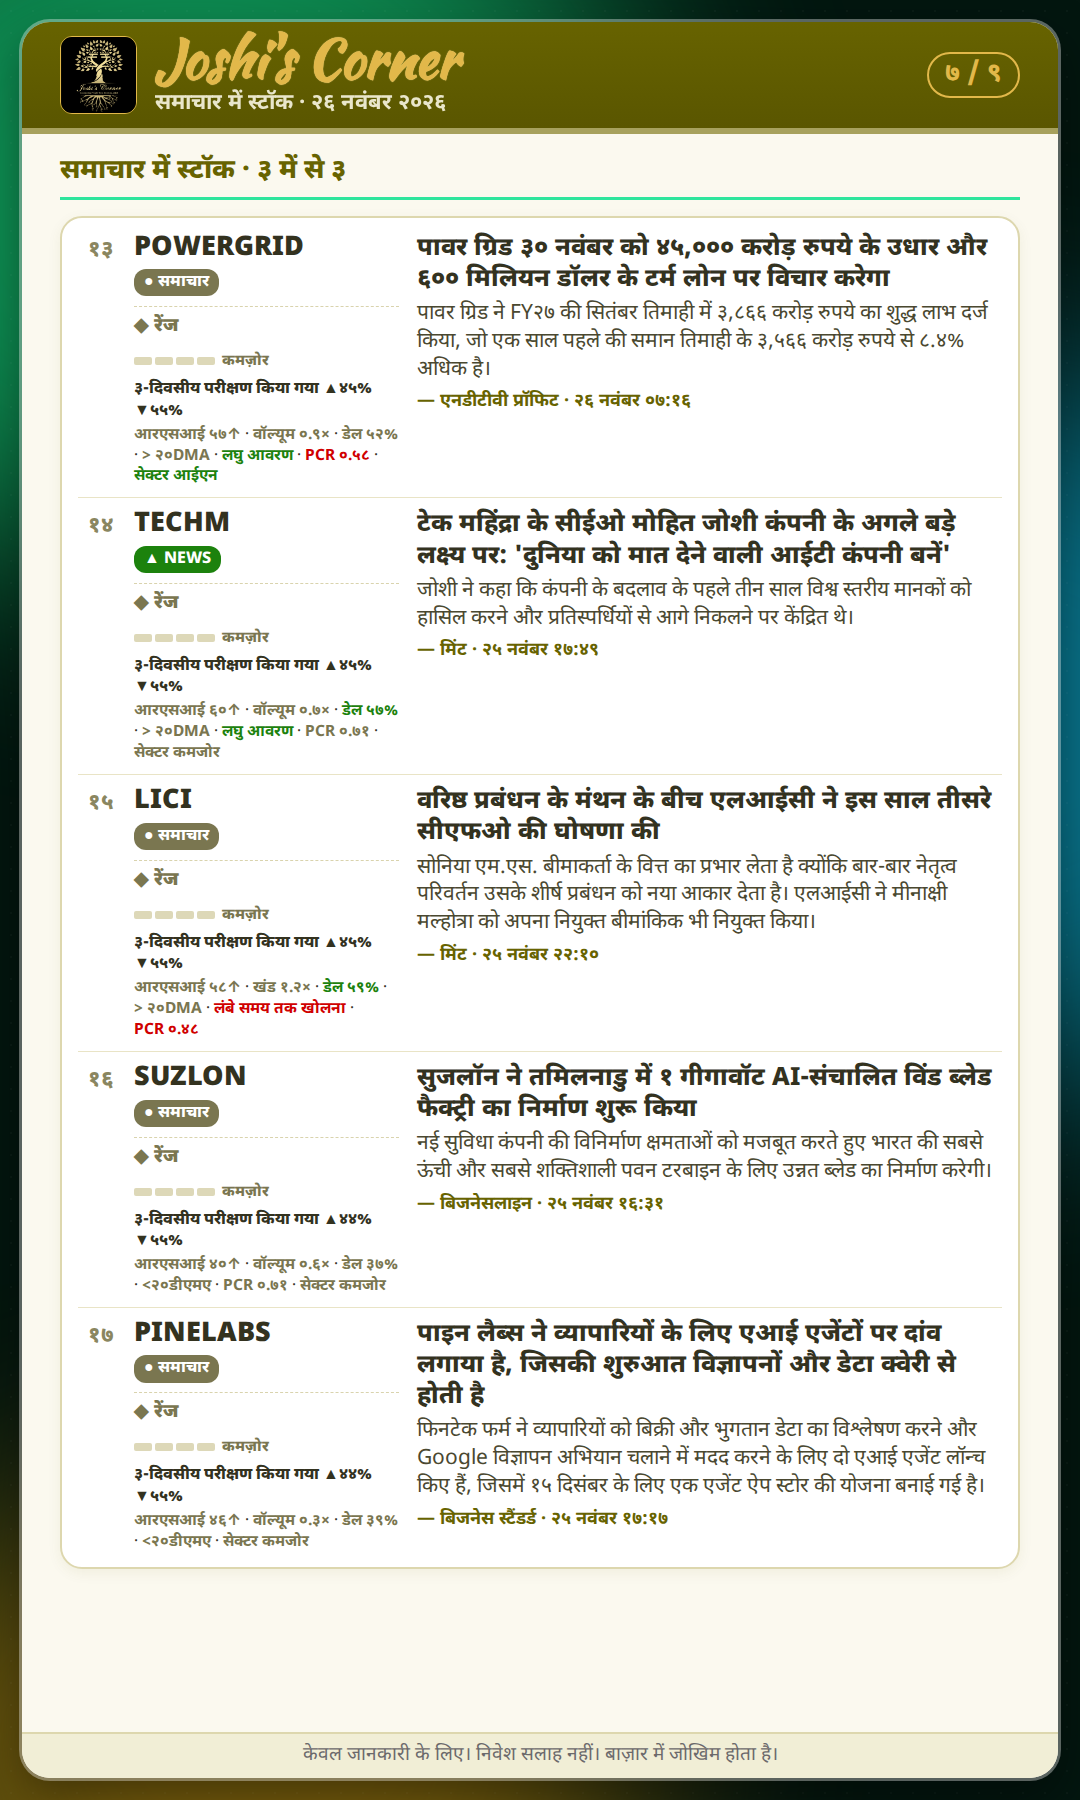 Joshi's Corner
समाचार में स्टॉक · २६ नवंबर २०२६
७ / ९
समाचार में स्टॉक · ३ में से ३
१३
POWERGRID
● समाचार
◆ रेंज
कमज़ोर
३-दिवसीय परीक्षण किया गया ▲४५%
▼५५%
आरएसआई ५७↑ · वॉल्यूम ०.९× · डेल ५२%
· > २०DMA · लघु आवरण · PCR ०.५८ ·
सेक्टर आईएन
पावर ग्रिड ३० नवंबर को ४५,००० करोड़ रुपये के उधार और
६०० मिलियन डॉलर के टर्म लोन पर विचार करेगा
पावर ग्रिड ने FY२७ की सितंबर तिमाही में ३,८६६ करोड़ रुपये का शुद्ध लाभ दर्ज
किया, जो एक साल पहले की समान तिमाही के ३,५६६ करोड़ रुपये से ८.४%
अधिक है।
— एनडीटीवी प्रॉफिट · २६ नवंबर ०७:१६
१४
TECHM
▲ NEWS
◆ रेंज
कमज़ोर
३-दिवसीय परीक्षण किया गया ▲४५%
▼५५%
आरएसआई ६०↑ · वॉल्यूम ०.७× · डेल ५७%
· > २०DMA · लघु आवरण · PCR ०.७१ ·
सेक्टर कमजोर
टेक महिंद्रा के सीईओ मोहित जोशी कंपनी के अगले बड़े
लक्ष्य पर: 'दुनिया को मात देने वाली आईटी कंपनी बनें'
जोशी ने कहा कि कंपनी के बदलाव के पहले तीन साल विश्व स्तरीय मानकों को
हासिल करने और प्रतिस्पर्धियों से आगे निकलने पर केंद्रित थे।
— मिंट · २५ नवंबर १७:४९
१५
LICI
● समाचार
◆ रेंज
कमज़ोर
३-दिवसीय परीक्षण किया गया ▲४५%
▼५५%
आरएसआई ५८↑ · खंड १.२× · डेल ५९% ·
> २०DMA · लंबे समय तक खोलना ·
PCR ०.४८
वरिष्ठ प्रबंधन के मंथन के बीच एलआईसी ने इस साल तीसरे
सीएफओ की घोषणा की
सोनिया एम.एस. बीमाकर्ता के वित्त का प्रभार लेता है क्योंकि बार-बार नेतृत्व
परिवर्तन उसके शीर्ष प्रबंधन को नया आकार देता है। एलआईसी ने मीनाक्षी
मल्होत्रा को अपना नियुक्त बीमांकिक भी नियुक्त किया।
— मिंट · २५ नवंबर २२:१०
१६
SUZLON
● समाचार
◆ रेंज
कमज़ोर
३-दिवसीय परीक्षण किया गया ▲४४%
▼५५%
आरएसआई ४०↑ · वॉल्यूम ०.६× · डेल ३७%
· <२०डीएमए · PCR ०.७१ · सेक्टर कमजोर
सुजलॉन ने तमिलनाडु में १ गीगावॉट AI-संचालित विंड ब्लेड
फैक्ट्री का निर्माण शुरू किया
नई सुविधा कंपनी की विनिर्माण क्षमताओं को मजबूत करते हुए भारत की सबसे
ऊंची और सबसे शक्तिशाली पवन टरबाइन के लिए उन्नत ब्लेड का निर्माण करेगी।
— बिजनेसलाइन · २५ नवंबर १६:३१
१७
PINELABS
● समाचार
◆ रेंज
कमज़ोर
३-दिवसीय परीक्षण किया गया ▲४४%
▼५५%
आरएसआई ४६↑ · वॉल्यूम ०.३× · डेल ३९%
· <२०डीएमए · सेक्टर कमजोर
पाइन लैब्स ने व्यापारियों के लिए एआई एजेंटों पर दांव
लगाया है, जिसकी शुरुआत विज्ञापनों और डेटा क्वेरी से
होती है
फिनटेक फर्म ने व्यापारियों को बिक्री और भुगतान डेटा का विश्लेषण करने और
Google विज्ञापन अभियान चलाने में मदद करने के लिए दो एआई एजेंट लॉन्च
किए हैं, जिसमें १५ दिसंबर के लिए एक एजेंट ऐप स्टोर की योजना बनाई गई है।
— बिजनेस स्टैंडर्ड · २५ नवंबर १७:१७
केवल जानकारी के लिए। निवेश सलाह नहीं। बाज़ार में जोखिम होता है।